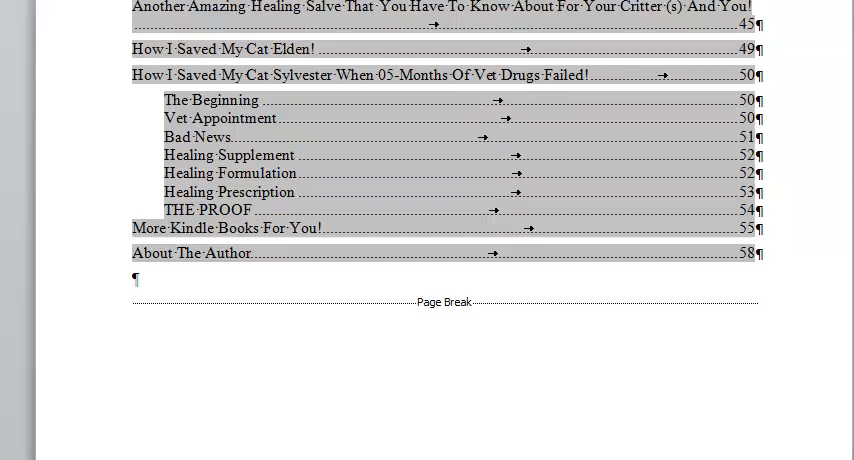 Another Amazing Healing Salve That You Have To Know About For Your Critter (s) And You!
45
How I Saved My Cat Elden! 49
How I Saved My Cat Sylvester When 05-Months Of Vet Drugs Failed! 50
The Beginning 50
Vet Appointment 50
Bad News 51
Healing Supplement 52
Healing Formulation 52
Healing Prescription 53
THE PROOF 54
More Kindle Books For You! 55
About The Author 58
Page Break